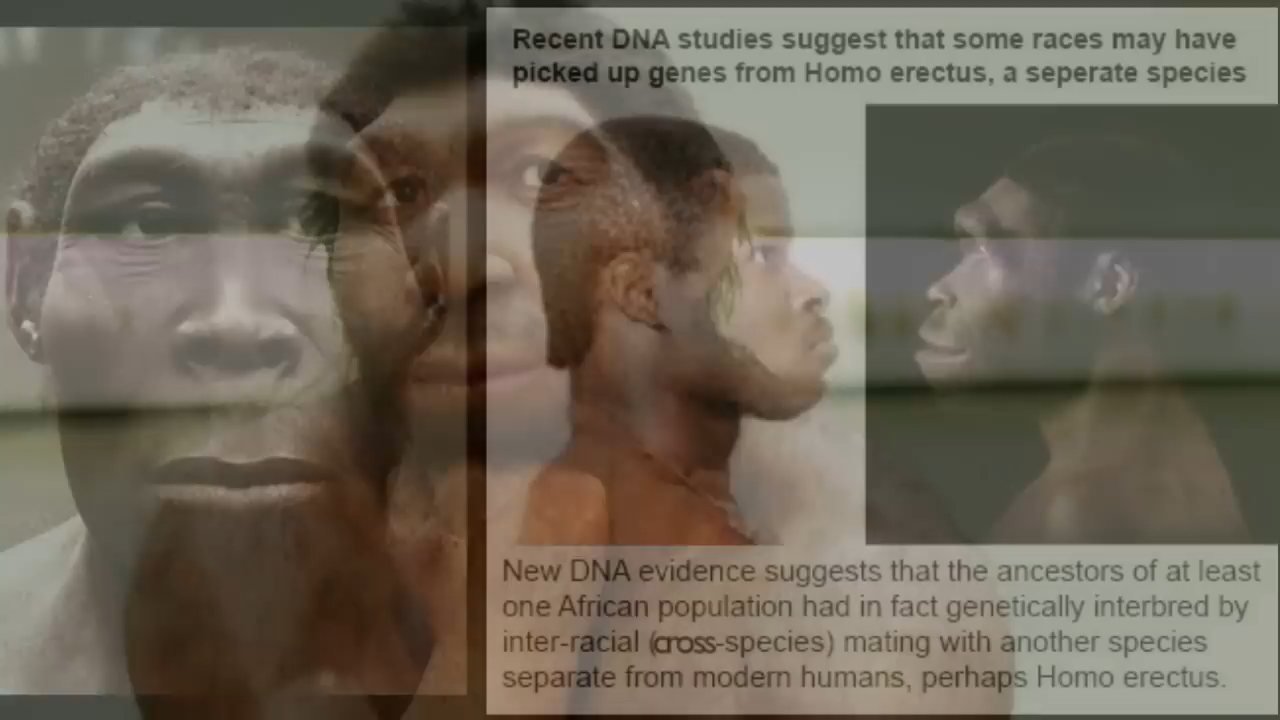 Recent DNA studies suggest that some races may have
picked up genes from Homo erectus, a seperate species
New DNA evidence suggests that the ancestors of at least
one African population had in fact genetically interbred by
inter-racial (cross-species) mating with another species
separate from modern humans, perhaps Homo erectus.